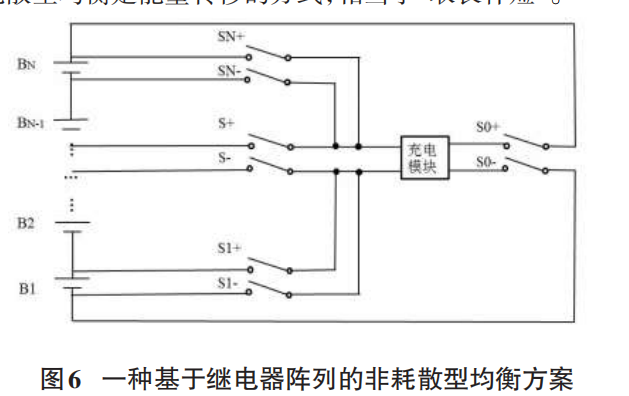 SN+
SN-
BN
BN-1
S+
S-
充电
模块
S0+
S0-
B2
S1+
S1-
B1
图6 一种基于继电器阵列的非耗散型均衡方案